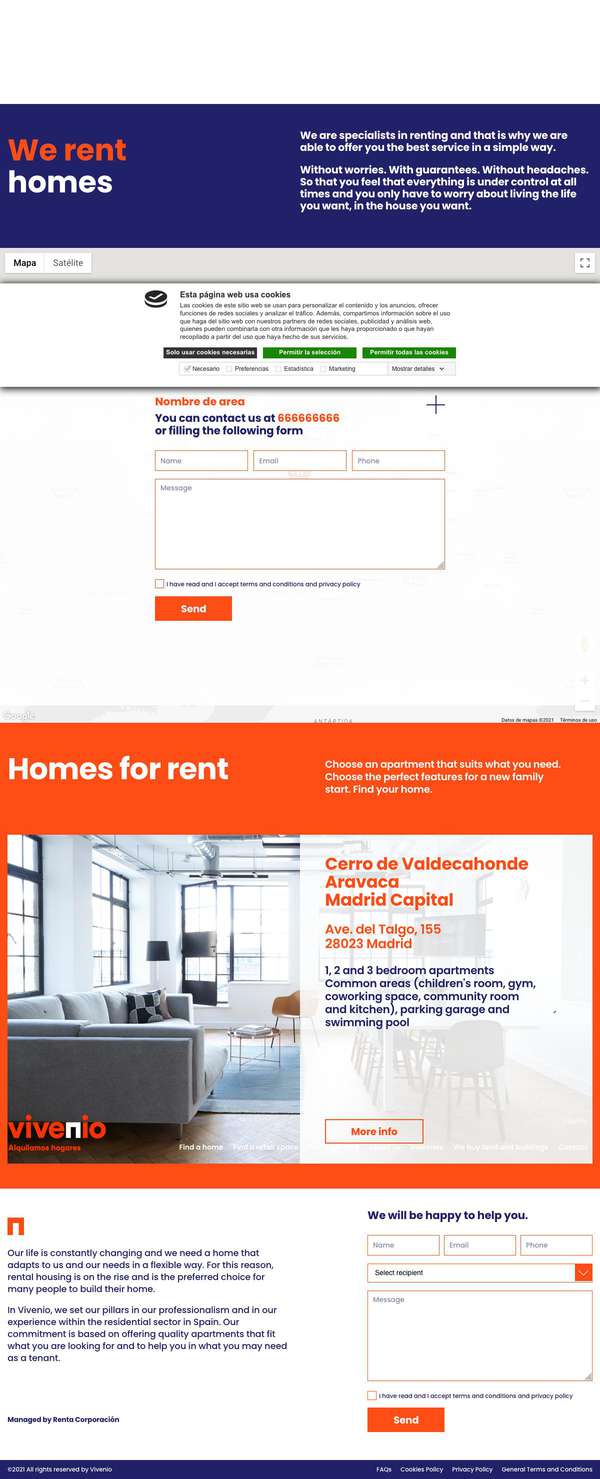 We rent
homes
We are specialists in renting and that is why we are
able to offer you the best service in a simple way.
Without worries. With guarantees. Without headaches.
So that you feel that everything is under control at all
times and you only have to worry about living the life
you want, in the house you want.
Mapa
Satélite
Esta página web usa cookies
Las cookies de este sitio web se usan para personalizar el contenido y los anuncios, ofrecer
funciones de redes sociales y analizar el tráfico. Además, compartimos información sobre el uso
que haga del sitio web con nuestros partners de redes sociales, publicidad y análisis web,
quienes pueden combinarla con otra información que les haya proporcionado o que hayan
recopilado a partir del uso que haya hecho de sus servicios.
Solo usar cookies necesarias
Permitir la selección
Permitir todas las cookies
Necesario
Preferencias
Estadística
Marketing
Mostrar detalles
Nombre de area
You can contact us at 666666666
or filling the following form
Name
Email
Phone
Message
I have read and I accept terms and conditions and privacy policy
Send
Google
ANTÁRTIDA
Datos de mapas ©2021
Términos de uso
Homes for rent
Choose an apartment that suits what you need.
Choose the perfect features for a new family
start. Find your home.
Cerro de Valdecahonde
Aravaca
Madrid Capital
Ave. del Talgo, 155
28023 Madrid
1, 2 and 3 bedroom apartments
Common areas (children's room, gym,
coworking space, community room
and kitchen), parking garage and
swimming pool
More info
vivenio
Alquilamos hogares
Find a home
Find a retail space
We buy land and buildings
Contact
Our life is constantly changing and we need a home that
adapts to us and our needs in a flexible way. For this reason,
rental housing is on the rise and is the preferred choice for
many people to build their home.
In Vivenio, we set our pillars in our professionalism and in our
experience within the residential sector in Spain. Our
commitment is based on offering quality apartments that fit
what you are looking for and to help you in what you may need
as a tenant.
Managed by Renta Corporación
We will be happy to help you.
Name
Email
Phone
Select recipient
Message
I have read and I accept terms and conditions and privacy policy
Send
©2021 All rights reserved by Vivenio
FAQs
Cookies Policy
Privacy Policy
General Terms and Conditions